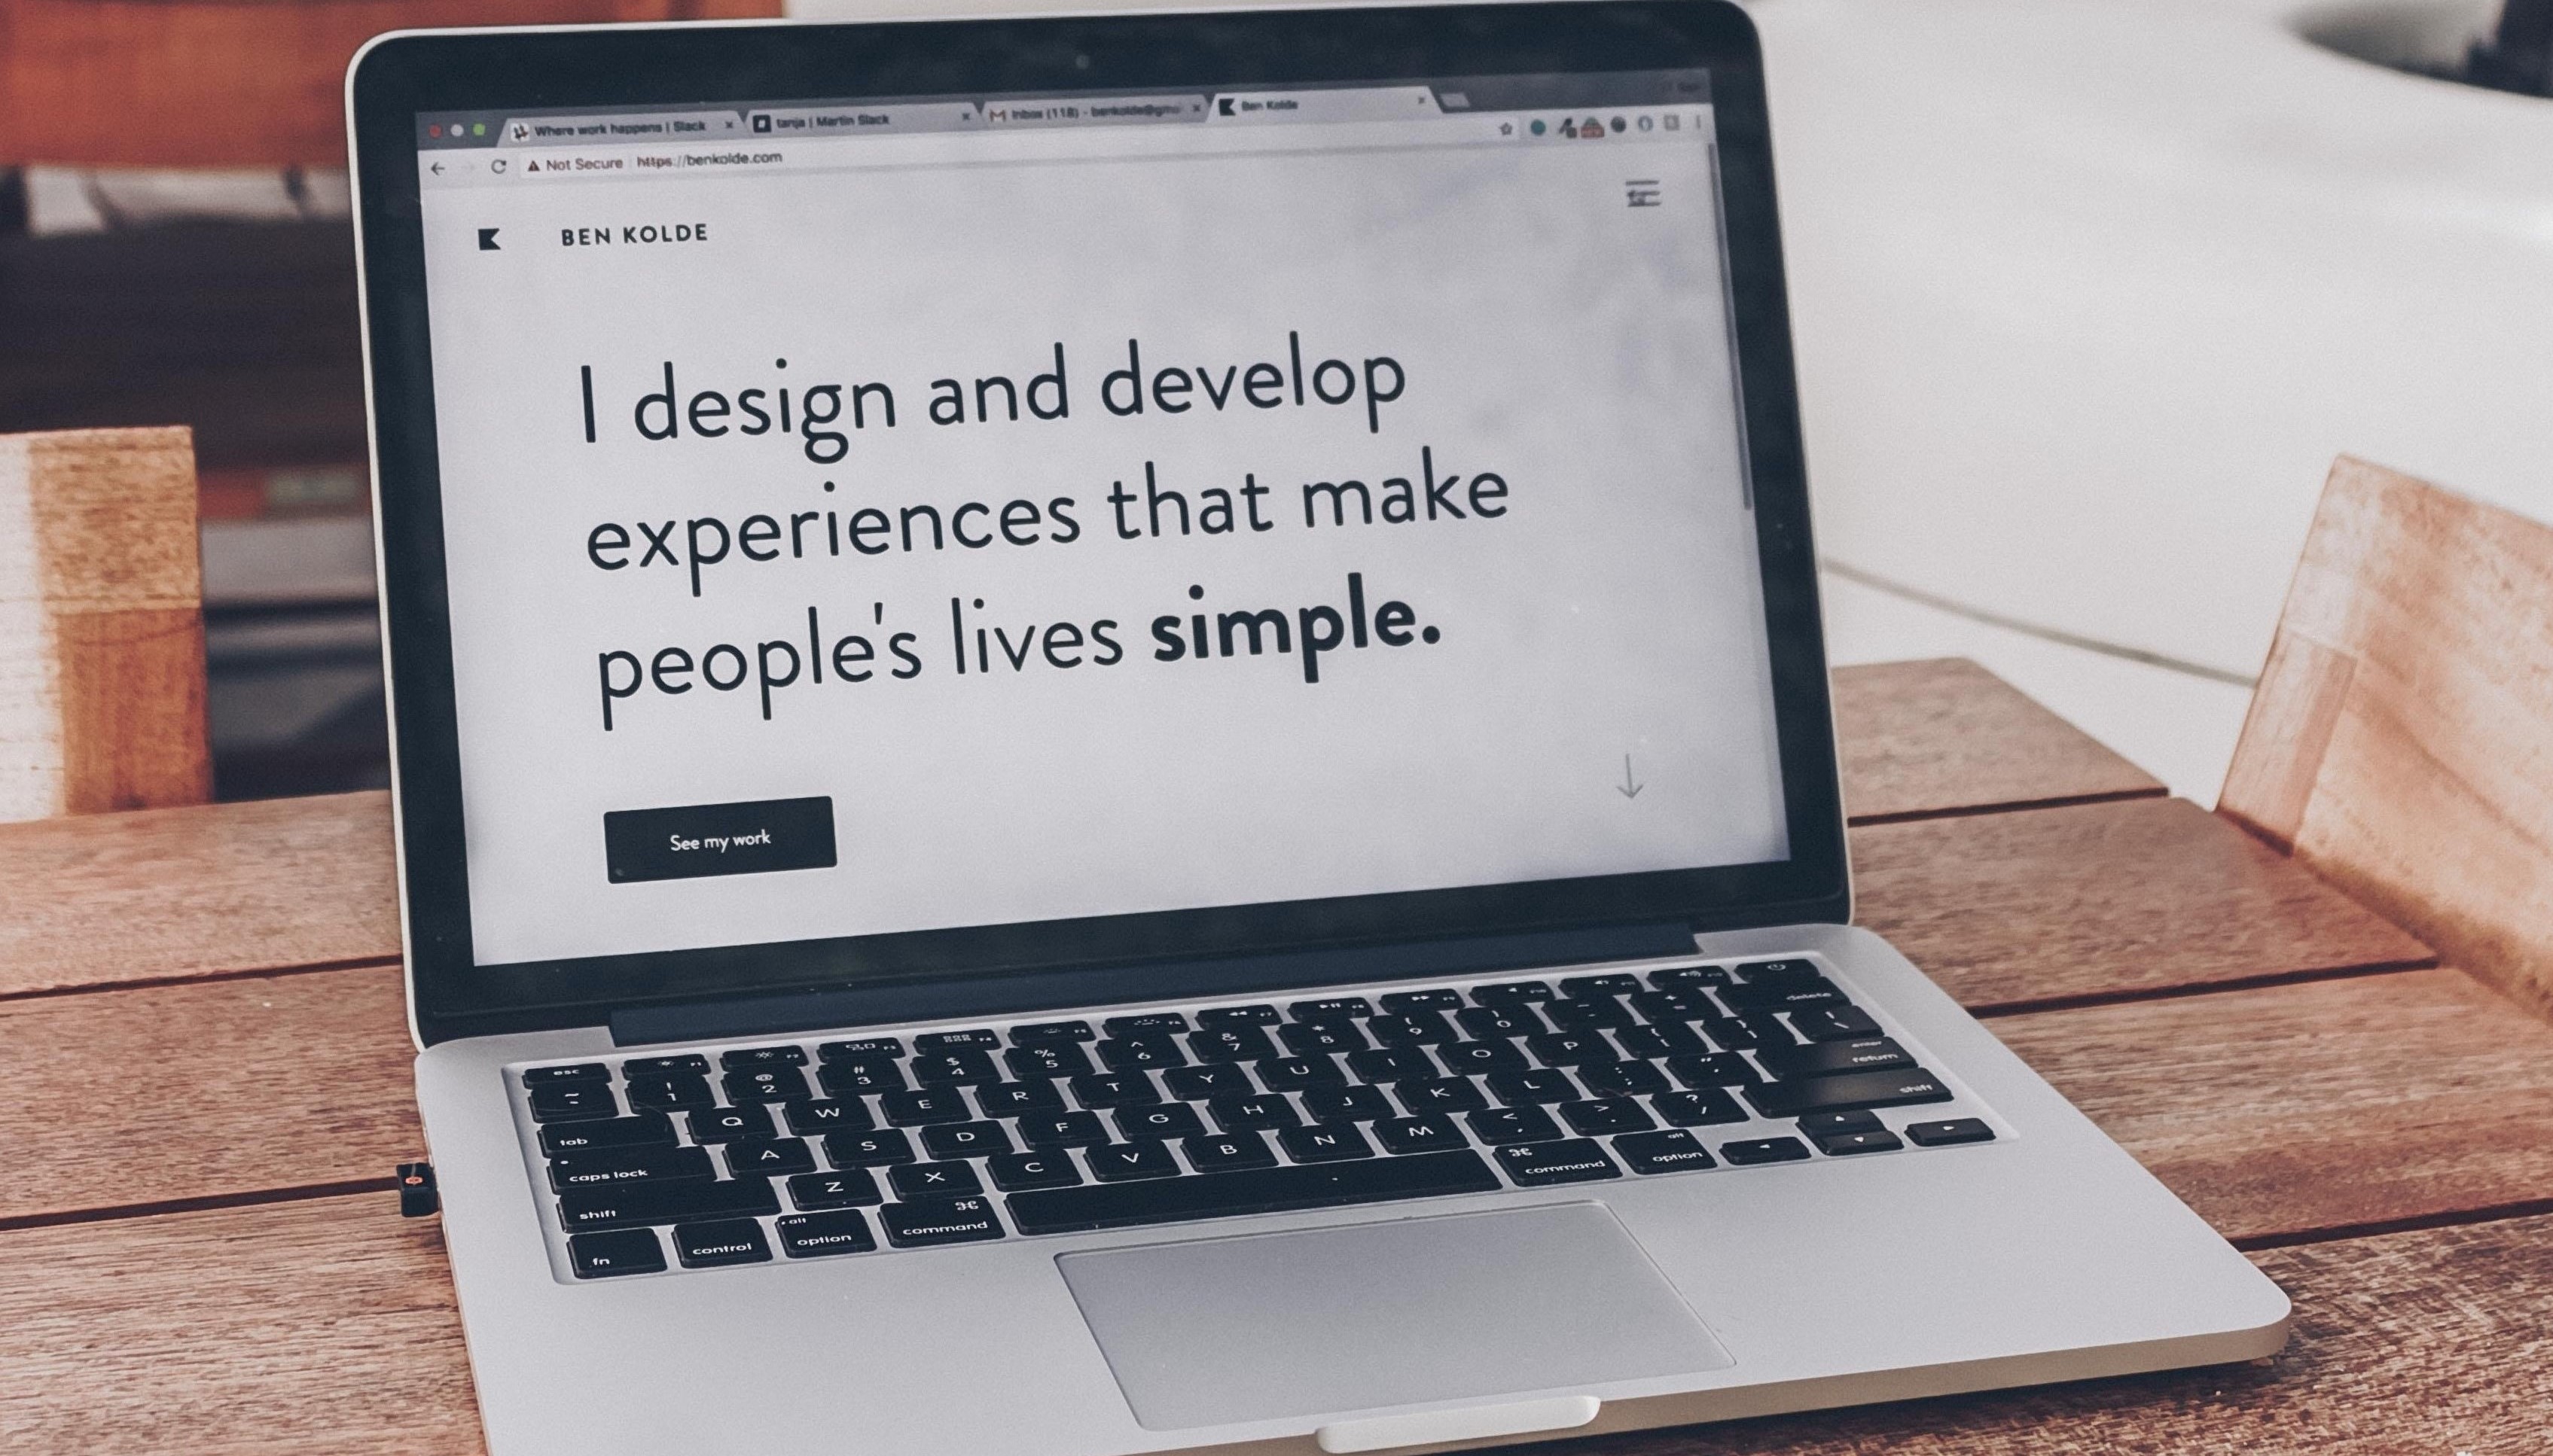 Where work happens | Slack
tanja | Martin Slack
Inbox (118) - benkolde@gma
Ben Kolde
Not Secure https://benkolde.com
BEN KOLDE
I design and develop
experiences that make
people's lives simple.
See my work
esc
~ ! 1 @ 2 # 3 $ 4 % 5 ^ 6 & 7 * 8 ( 9 ) 0 delete
tab Q W E R T Y U I O P { [ } ] | \
caps lock A S D F G H J K L : ; " ' enter return
shift Z X C V B N M < , > . ? / shift
fn control alt option ⌘ command ⌘ command alt option